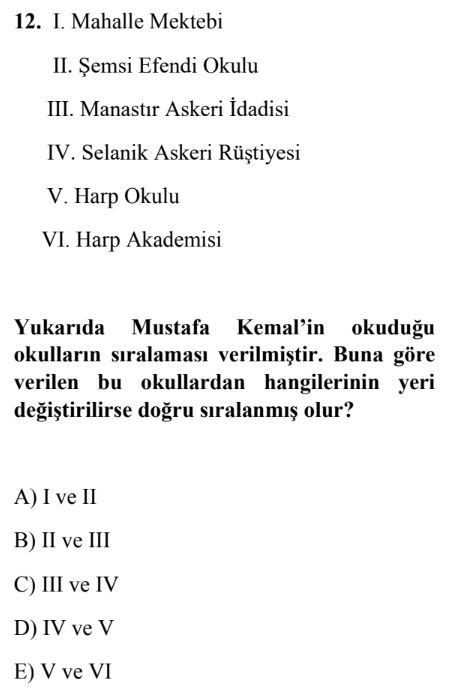 12. I. Mahalle Mektebi
II. Şemsi Efendi Okulu
III. Manastır Askeri İdadisi
IV. Selanik Askeri Rüştiyesi
V. Harp Okulu
VI. Harp Akademisi
Yukarıda Mustafa Kemal’in okuduğu
okulların sıralaması verilmiştir. Buna göre
verilen bu okullardan hangilerinin yeri
değiştirilirse doğru sıralanmış olur?
A) I ve II
B) II ve III
C) III ve IV
D) IV ve V
E) V ve VI